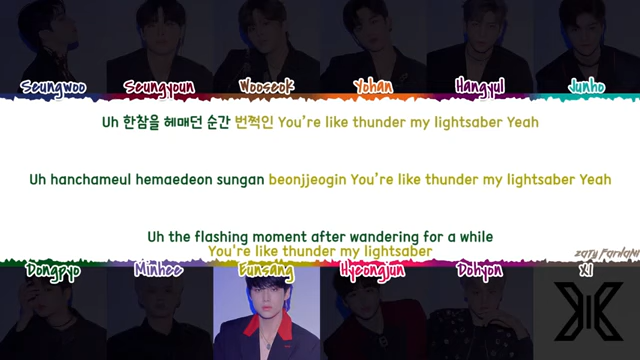 Seungwoo Seungyoun Wooseok Yohan Hangyul Junho
Uh 한참을 헤매던 순간 번쩍인 You're like thunder my lightsaber Yeah
Uh hanchameul hemaedeon sungan beonjjeogin You're like thunder my lightsaber Yeah
Uh the flashing moment after wandering for a while
You're like thunder my lightsaber
ZATY FARHANI
Dongpyo Minhee Eunsang Hyeongjun Dohyon X1